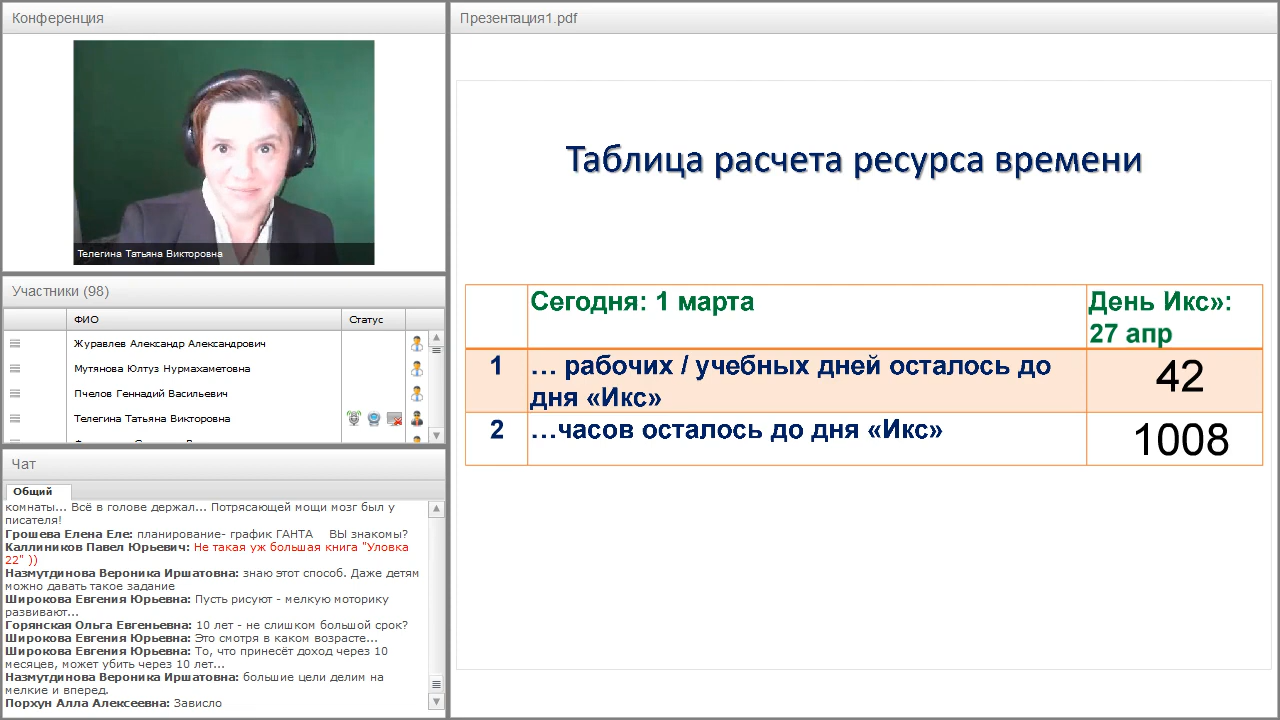 Конференция
Телегина Татьяна Викторовна
Участники (98)
ФИО
Статус
Журавлев Александр Александрович
Мутянова Юлтуз Нурмахаметовна
Пчелов Геннадий Васильевич
Телегина Татьяна Викторовна
Чат
Общий
комнаты... Всё в голове держал... Потрясающей мощи мозг был у
писателя!
Грошева Елена Еле: планирование- график ГАНТА ВЫ знакомы?
Каллиников Павел Юрьевич: Не такая уж большая книга "Уловка
22" ))
Назмутдинова Вероника Иршатовна: знаю этот способ. Даже детям
можно давать такое задание
Широкова Евгения Юрьевна: Пусть рисуют - мелкую моторику
развивают...
Горянская Ольга Евгеньевна: 10 лет - не слишком большой срок?
Широкова Евгения Юрьевна: Это смотря в каком возрасте...
Широкова Евгения Юрьевна: То, что принесёт доход через 10
месяцев, может убить через 10 лет...
Назмутдинова Вероника Иршатовна: большие цели делим на
мелкие и вперед.
Порхун Алла Алексеевна: Зависло
Презентация1.pdf
Таблица расчета ресурса времени
Сегодня: 1 марта
День Икс»:
27 апр
1
… рабочих / учебных дней осталось до
дня «Икс»
42
2
…часов осталось до дня «Икс»
1008